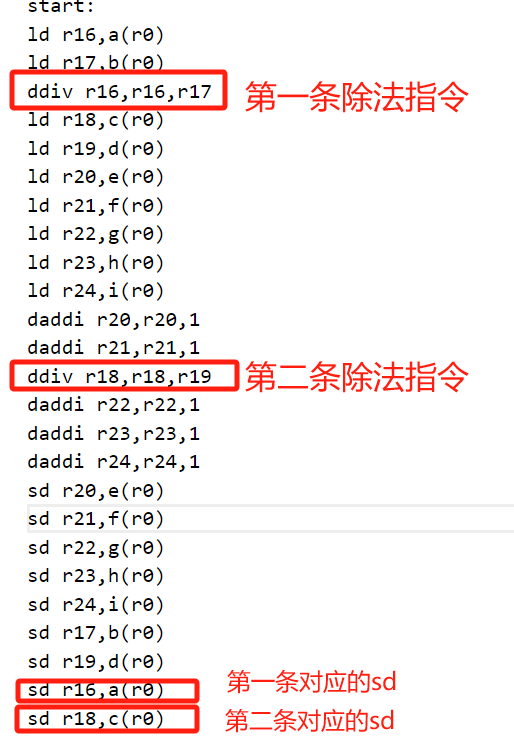 start:
ld r16,a(r0)
ld r17,b(r0)
ddiv r16,r16,r17 第一条除法指令
ld r18,c(r0)
ld r19,d(r0)
ld r20,e(r0)
ld r21,f(r0)
ld r22,g(r0)
ld r23,h(r0)
ld r24,i(r0)
daddi r20,r20,1
daddi r21,r21,1
ddiv r18,r18,r19 第二条除法指令
daddi r22,r22,1
daddi r23,r23,1
daddi r24,r24,1
sd r20,e(r0)
sd r21,f(r0)
sd r22,g(r0)
sd r23,h(r0)
sd r24,i(r0)
sd r17,b(r0)
sd r19,d(r0)
sd r16,a(r0) 第一条对应的sd
sd r18,c(r0) 第二条对应的sd